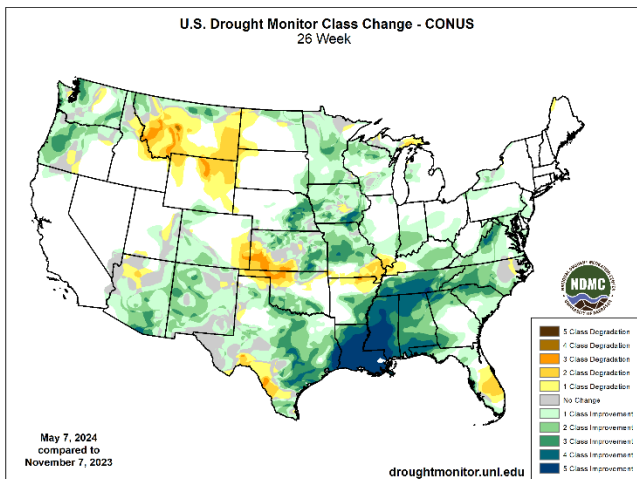 U.S. Drought Monitor Class Change - CONUS
26 Week
NDMC
5 Class Degradation
4 Class Degradation
3 Class Degradation
2 Class Degradation
1 Class Degradation
No Change
1 Class Improvement
2 Class Improvement
3 Class Improvement
4 Class Improvement
5 Class Improvement
May 7, 2024
compared to
November 7, 2023
droughtmonitor.unl.edu